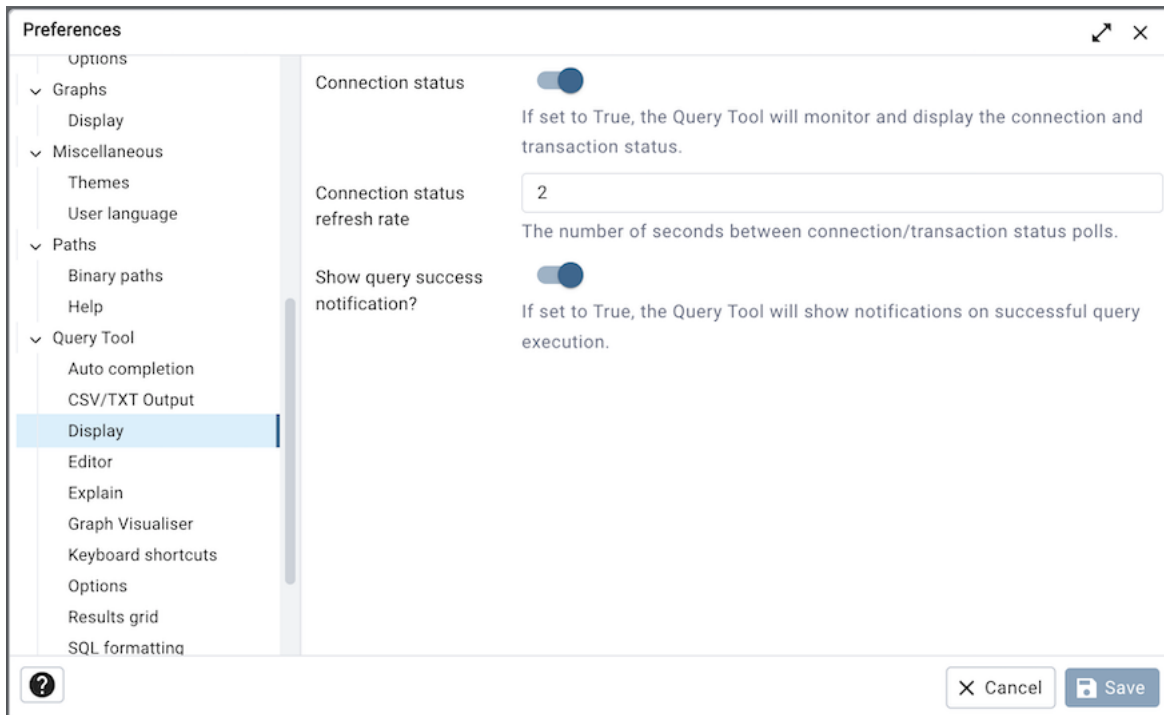 Preferences
Options
Graphs
Display
Miscellaneous
Themes
User language
Paths
Binary paths
Help
Query Tool
Auto completion
CSV/TXT Output
Display
Editor
Explain
Graph Visualiser
Keyboard shortcuts
Options
Results grid
SQL formatting
Connection status
If set to True, the Query Tool will monitor and display the connection and
transaction status.
Connection status
refresh rate
2
The number of seconds between connection/transaction status polls.
Show query success
notification?
If set to True, the Query Tool will show notifications on successful query
execution.
?
Cancel
Save